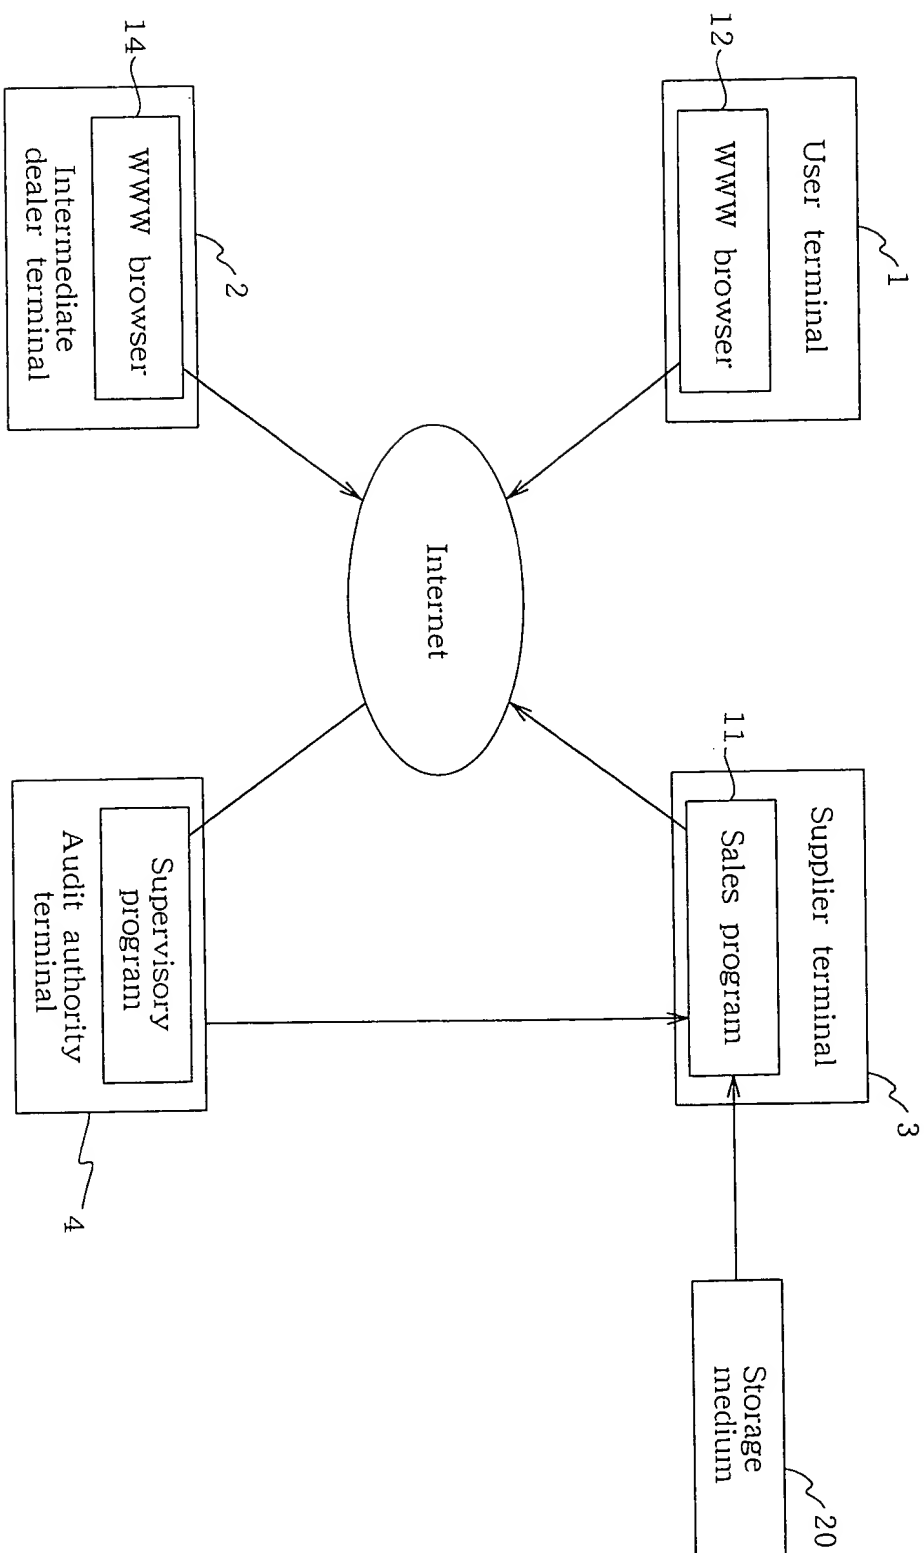 1
User terminal
12
WWW browser
3
Supplier terminal
11
Sales program
20
Storage
medium
Internet
2
14
WWW browser
Intermediate
dealer terminal
Supervisory
program
Audit authority
terminal
4